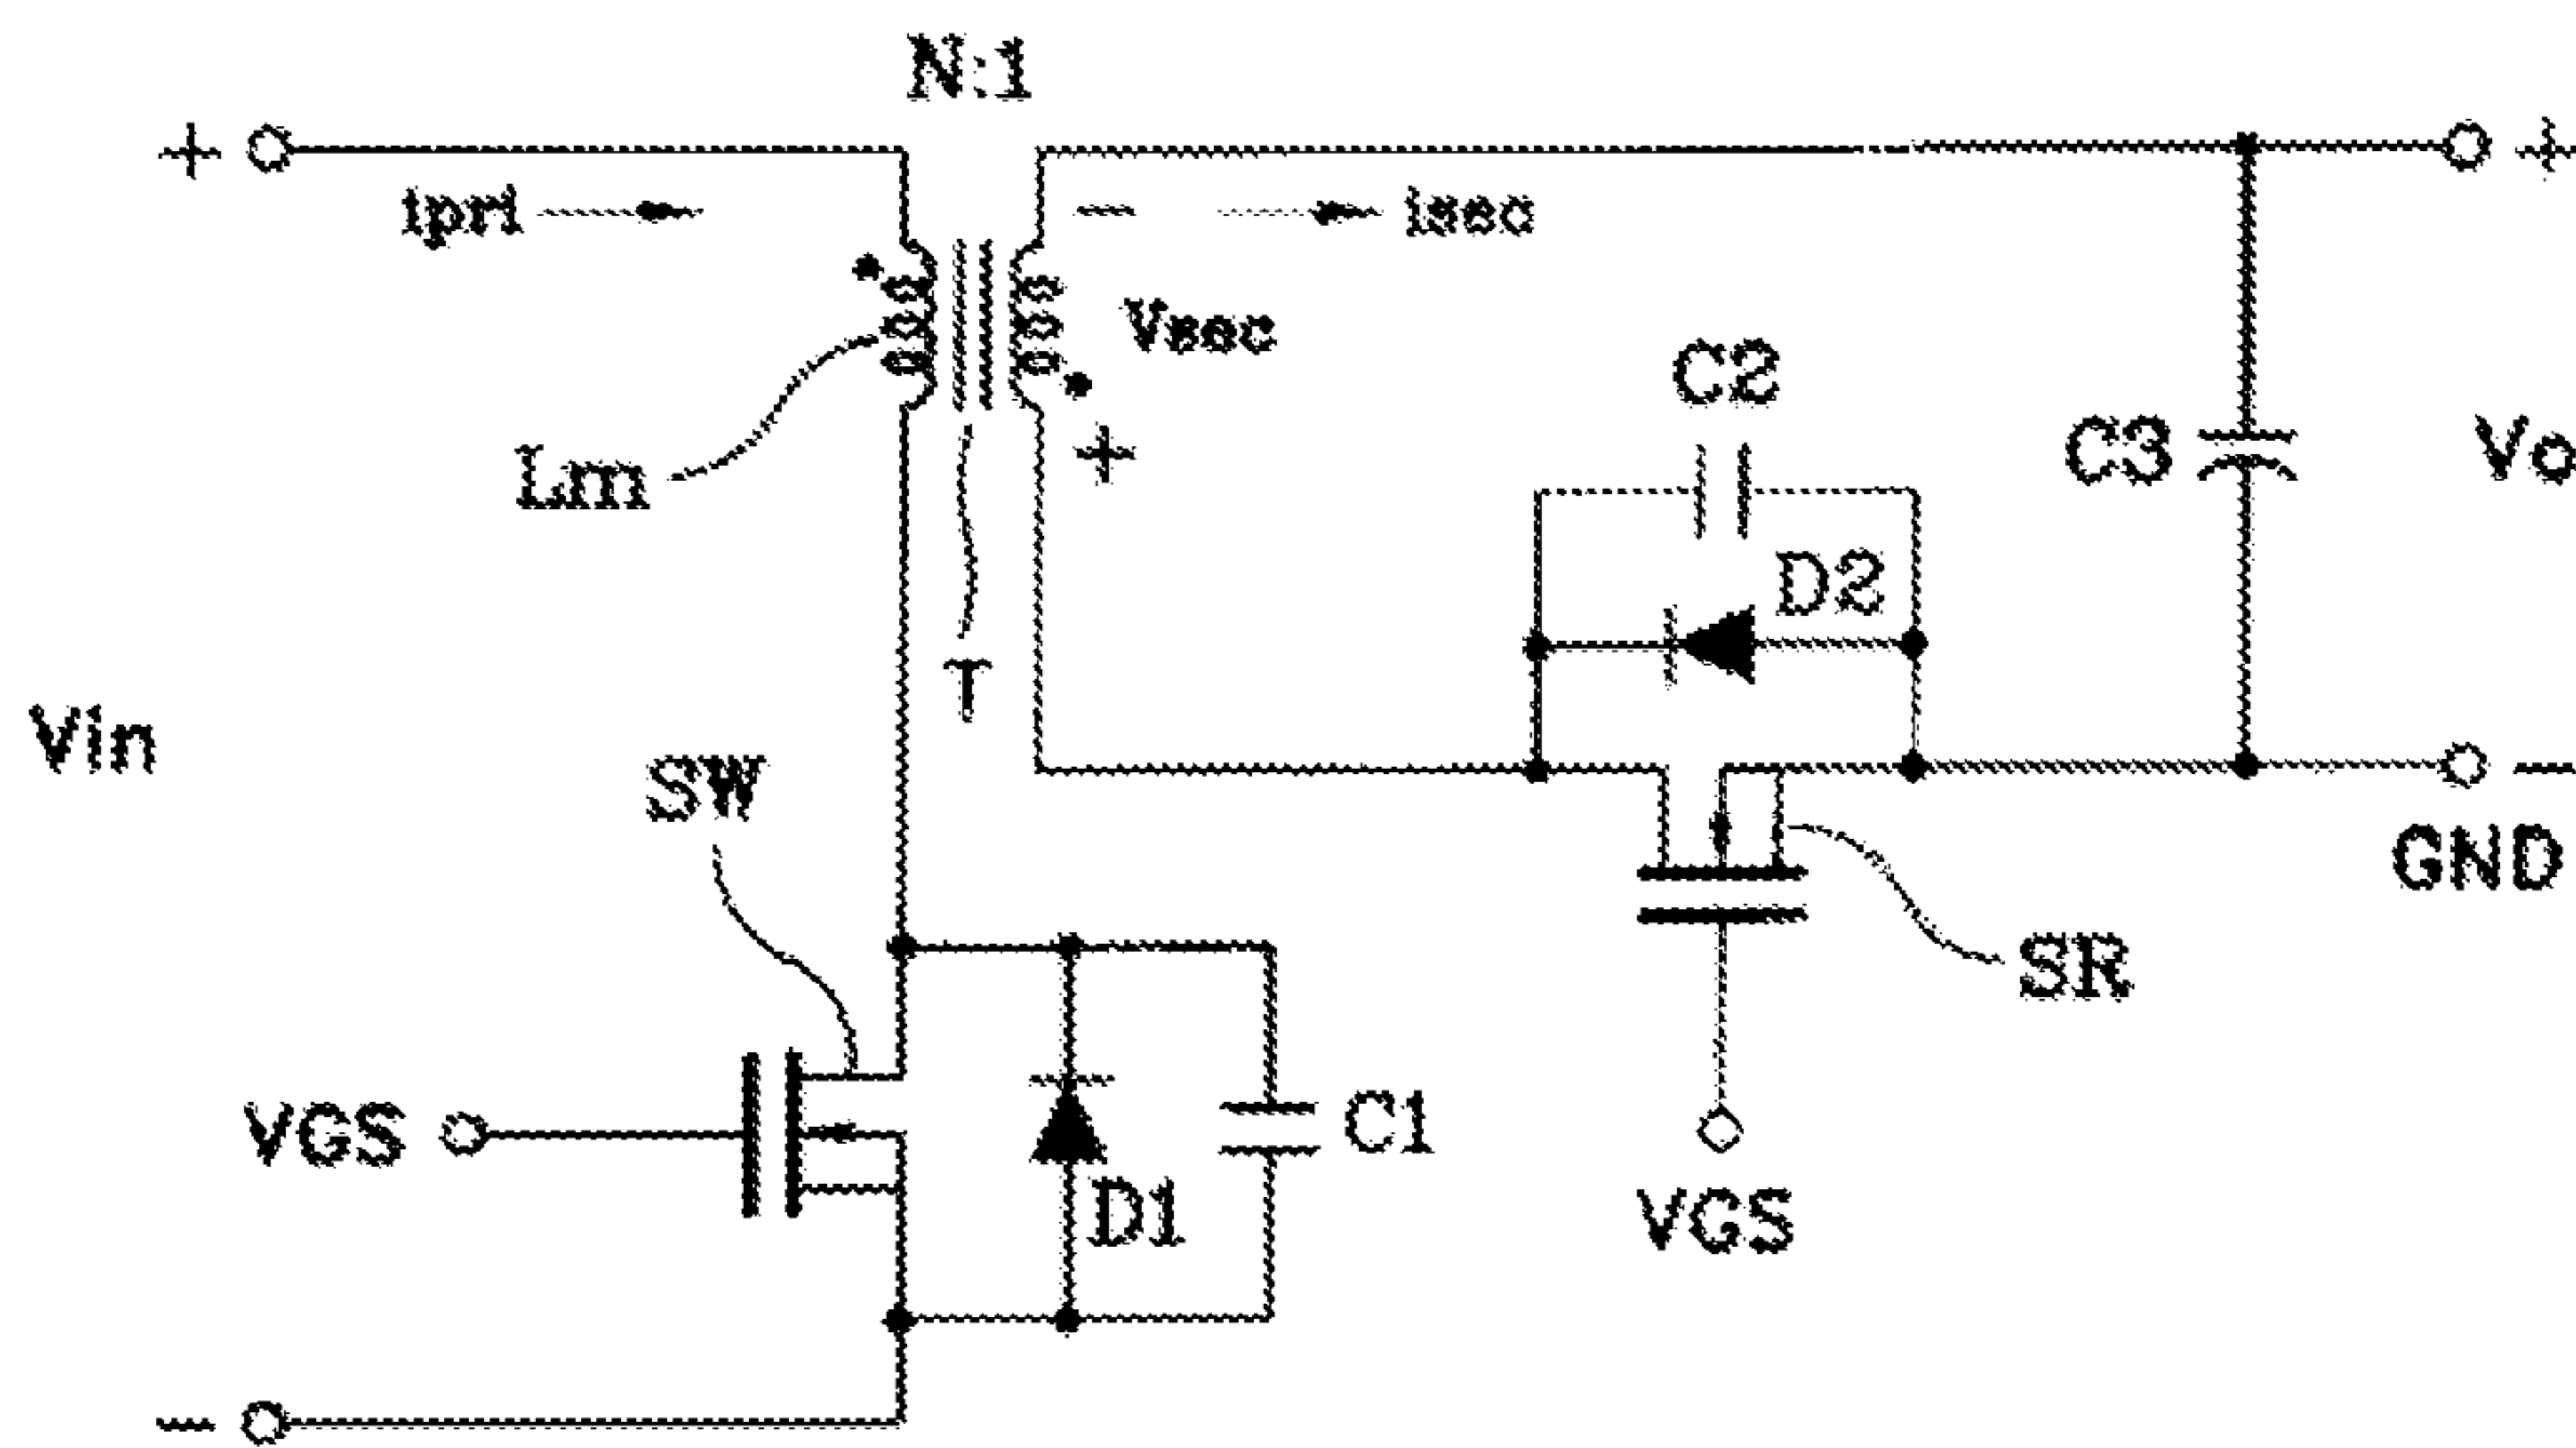 N:1
+
+
ipri
−
isec
Vsec
Lm
+
C2
C3
Vo
D2
T
Vin
SW
−
GND
SR
VGS
C1
D1
VGS
−